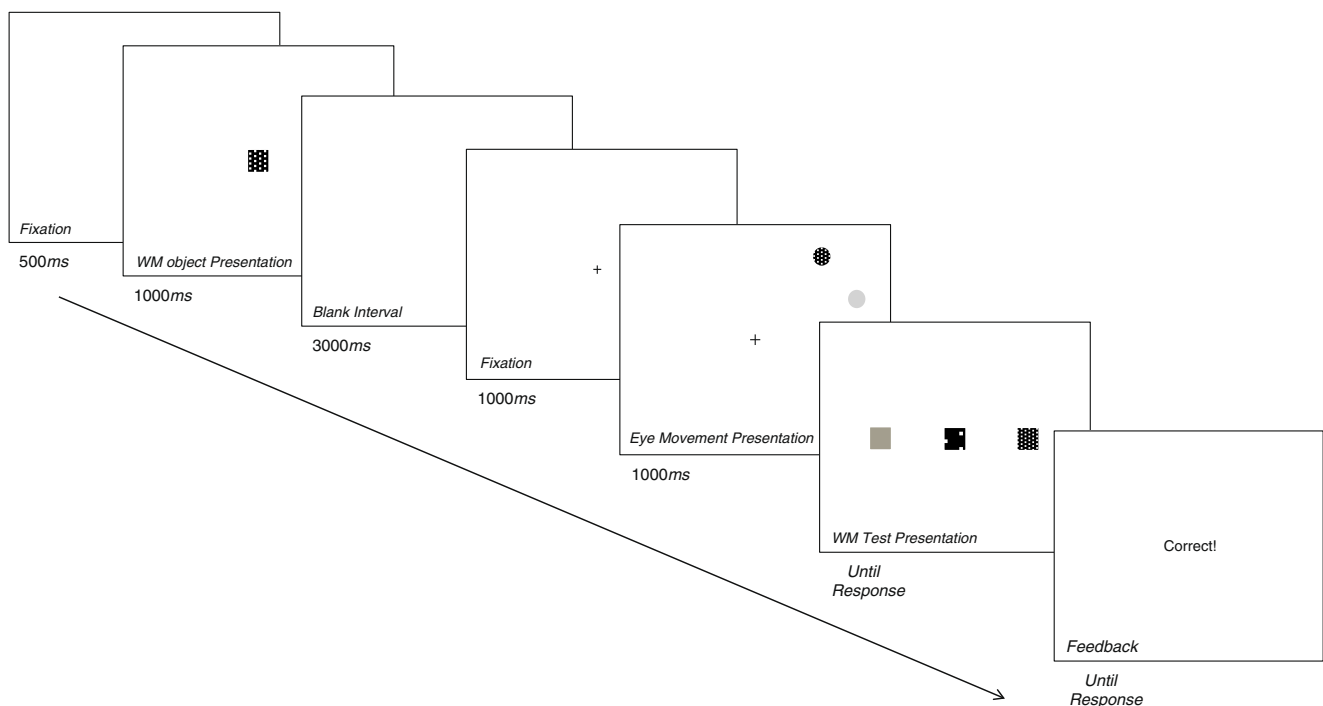 Fixation
500ms
WM object Presentation
1000ms
Blank Interval
3000ms
Fixation
1000ms
Eye Movement Presentation
1000ms
WM Test Presentation
Until
Response
Correct!
Feedback
Until
Response